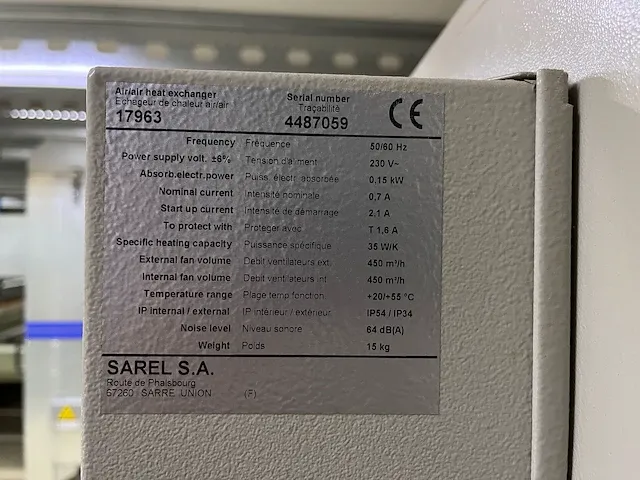 Air/air heat exchanger
Echageur de chaleur air/air
17963
Serial number
Traçabilité
4487059
CE
Frequency Fréquence 50/60 Hz
Power supply volt. ±6% Tension d'aliment 230 V~
Absorb.electr.power Puiss. électr. absorbée 0,15 kW
Nominal current Intensité nominale 0,7 A
Start up current Intensité de démarrage 2,1 A
To protect with Protéger avec T 1,6 A
Specific heating capacity Puissance spécifique 35 W/K
External fan volume Débit ventilateurs ext. 450 m³/h
Internal fan volume Débit ventilateurs int 450 m³/h
Temperature range Plage temp fonction. +20/+55 °C
IP internal / external IP intérieur / extérieur IP54 / IP34
Noise level Niveau sonore 64 dB(A)
Weight Poids 15 kg
SAREL S.A.
Route de Phalsbourg
67260 SARRE UNION (F)